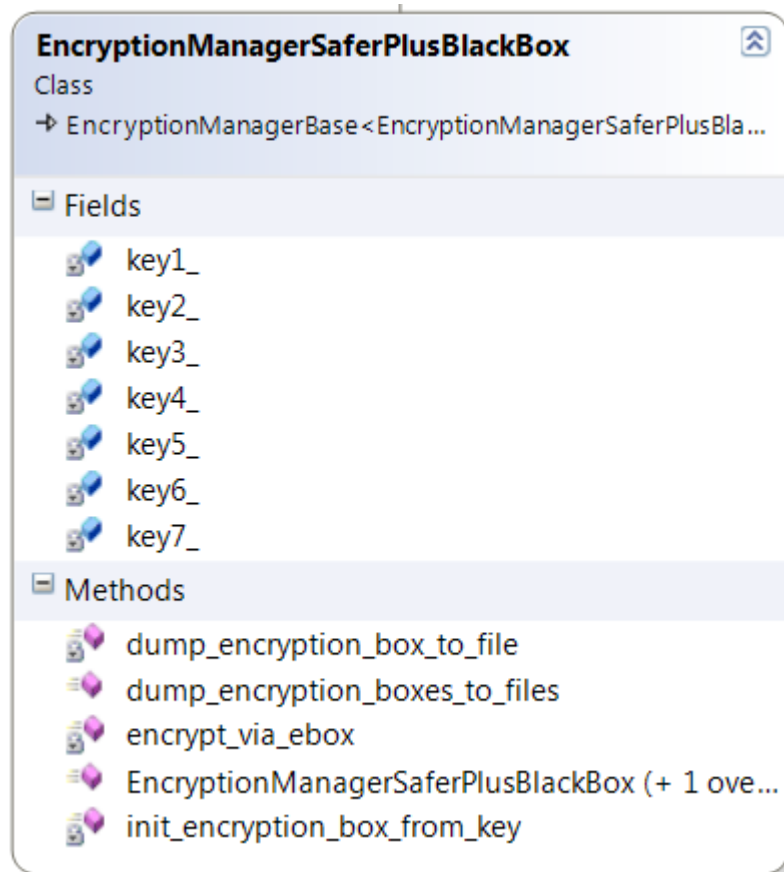 EncryptionManagerSaferPlusBlackBox
Class
EncryptionManagerBase<EncryptionManagerSaferPlusBla...
Fields
key1_
key2_
key3_
key4_
key5_
key6_
key7_
Methods
dump_encryption_box_to_file
dump_encryption_boxes_to_files
encrypt_via_ebox
EncryptionManagerSaferPlusBlackBox (+ 1 ove...
init_encryption_box_from_key